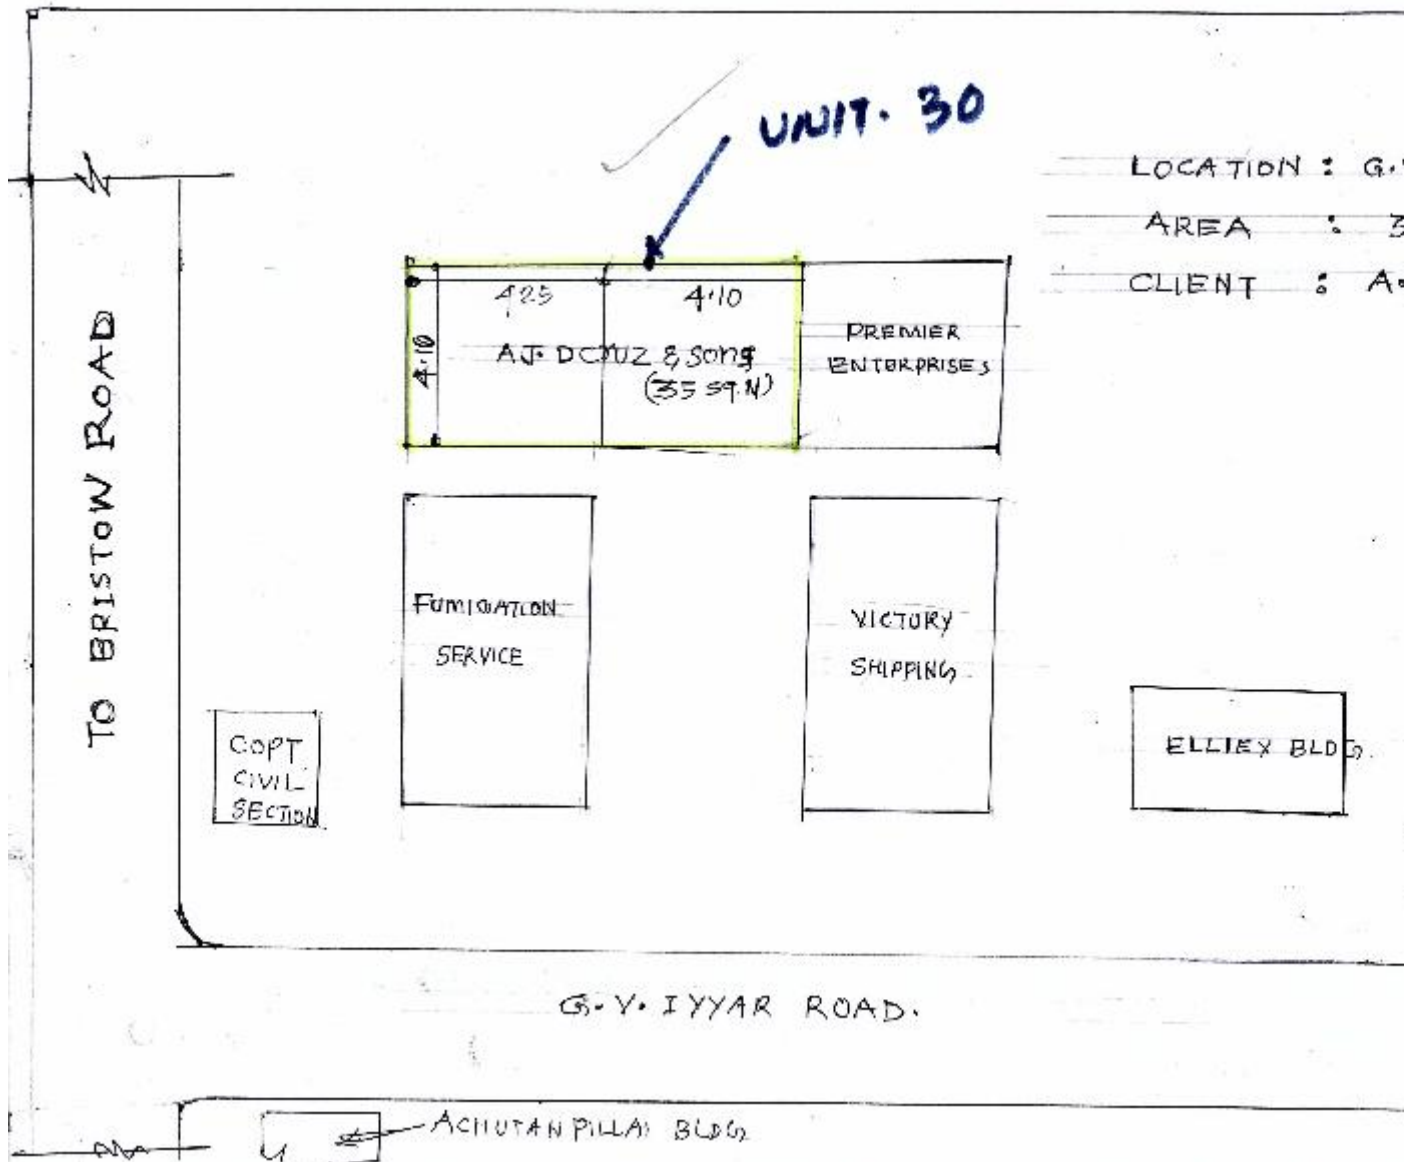 UNIT. 30
LOCATION : G.
AREA : 3
CLIENT : A.
4.25
4.10
4.10
A.J. DCRUZ & SONS
(35 SQ.M)
PREMIER
ENTERPRISES
TO BRISTOW ROAD
FUMIGATION
SERVICE
VICTORY
SHIPPING
COPT
CIVIL
SECTION
ELLIEX BLDG.
G.V. IYYAR ROAD.
ACHUTAN PILLAI BLDG